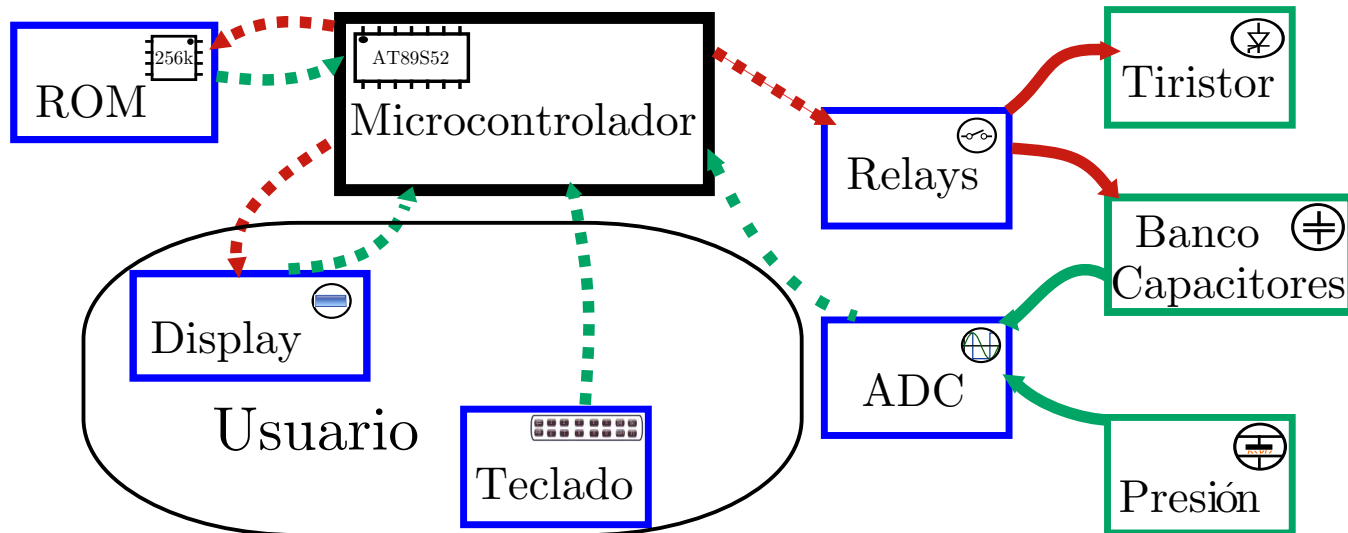 256k
ROM
AT89S52
Microcontrolador
Tiristor
Relays
Banco
Capacitores
Display
ADC
Usuario
Teclado
Presión